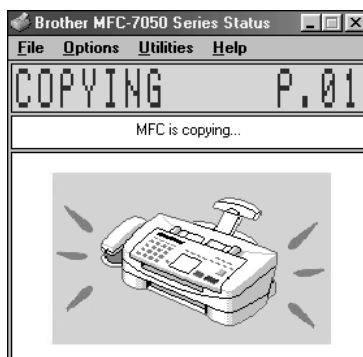 Brother MFC-7050 Series Status
File Options Utilities Help
COPYING P.01
MFC is copying...